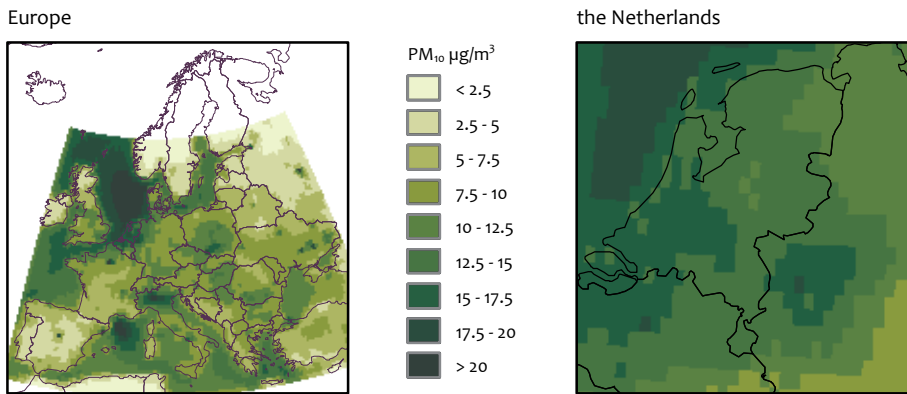 Europe
the Netherlands
PM₁₀ µg/m³
< 2.5
2.5 - 5
5 - 7.5
7.5 - 10
10 - 12.5
12.5 - 15
15 - 17.5
17.5 - 20
> 20